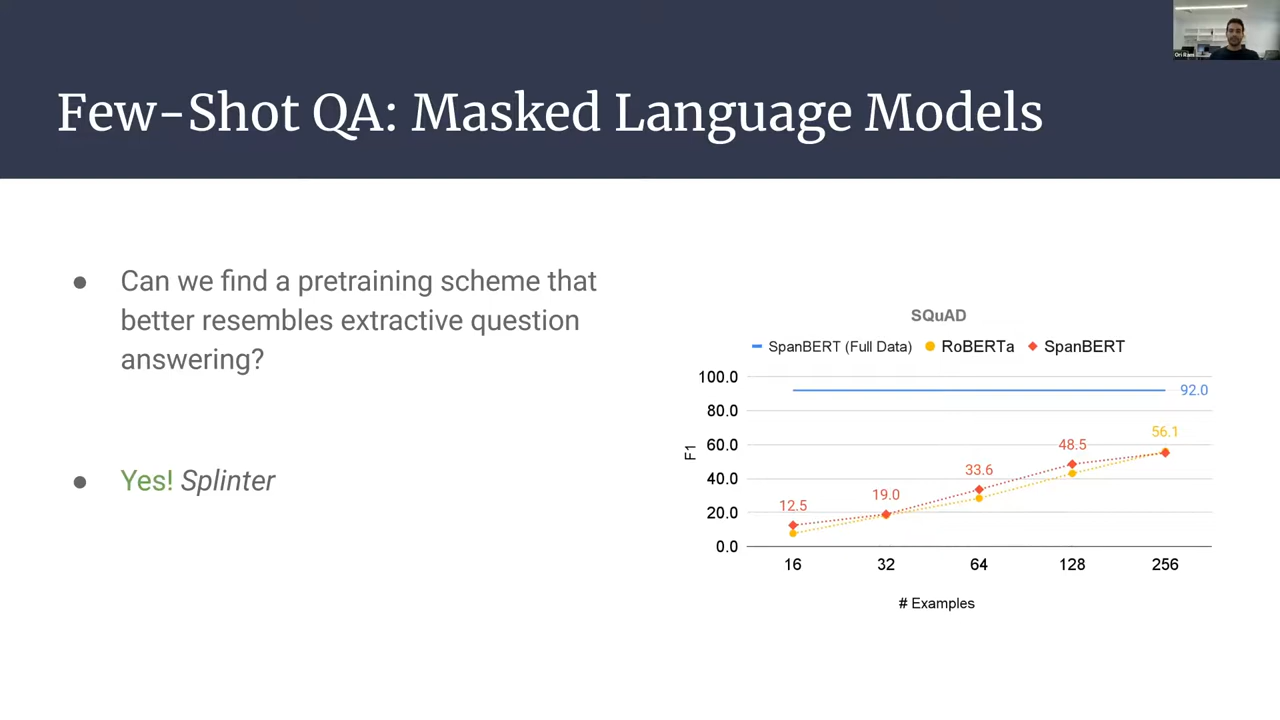 Ori Ram
Few-Shot QA: Masked Language Models
● Can we find a pretraining scheme that
better resembles extractive question
answering?
● Yes! Splinter
SQuAD
SpanBERT (Full Data) RoBERTa SpanBERT
100.0
80.0
60.0
40.0
20.0
0.0
F1
92.0
56.1
48.5
33.6
19.0
12.5
16 32 64 128 256
# Examples